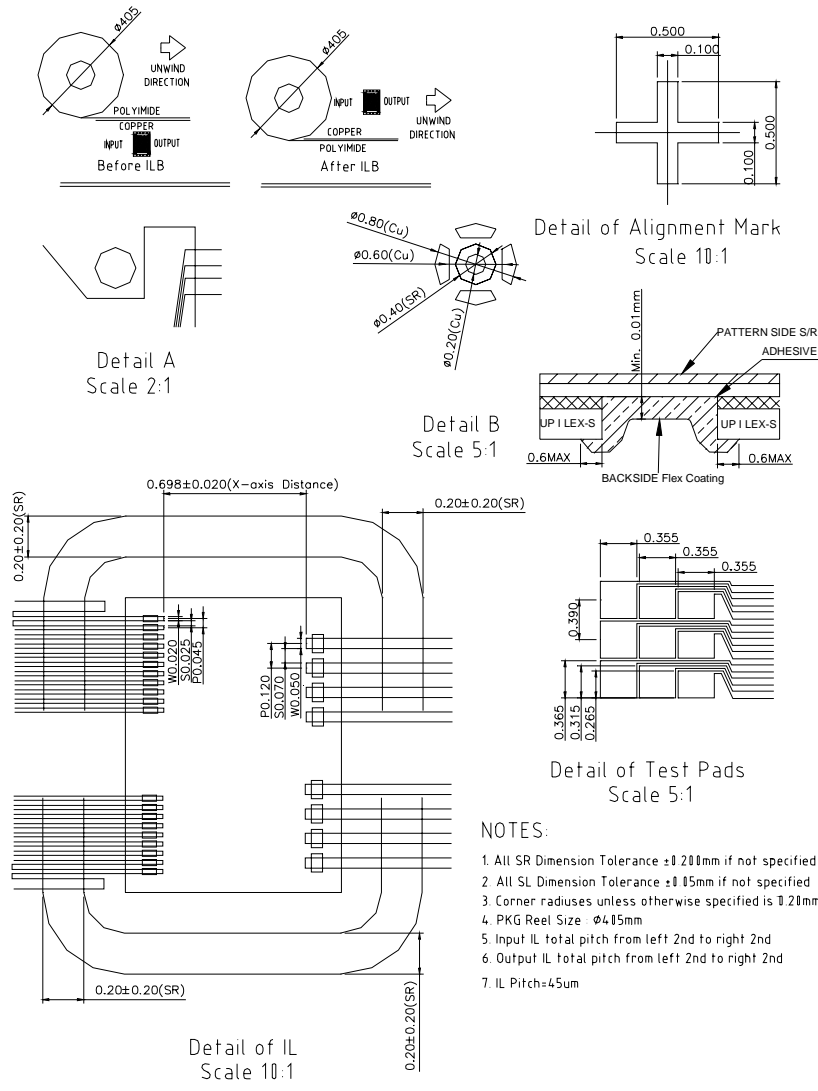 ø405
UNWIND
DIRECTION
POLYIMIDE
COPPER
INPUT
OUTPUT
Before ILB
ø405
INPUT
OUTPUT
UNWIND
DIRECTION
COPPER
POLYIMIDE
After ILB
0.500
0.100
0.500
0.100
Detail of Alignment Mark
Scale 10:1
Detail A
Scale 2:1
ø0.80(Cu)
ø0.60(Cu)
ø0.40(SR)
ø0.20(Cu)
Detail B
Scale 5:1
Min. 0.01mm
PATTERN SIDE S/R
ADHESIVE
UP I LEX-S
UP I LEX-S
0.6MAX
0.6MAX
BACKSIDE Flex Coating
0.698±0.020(X-axis Distance)
0.20±0.20(SR)
0.20±0.20(SR)
W0.020
S0.025
P0.045
P0.120
S0.070
W0.050
0.20±0.20(SR)
0.20±0.20(SR)
Detail of IL
Scale 10:1
0.355
0.355
0.355
0.390
0.365
0.315
0.265
Detail of Test Pads
Scale 5:1
NOTES:
1. All SR Dimension Tolerance ±0.200mm if not specified
2. All SL Dimension Tolerance ±0.05mm if not specified
3. Corner radiuses unless otherwise specified is 0.20mm
4. PKG Reel Size : Ø405mm
5. Input IL total pitch from left 2nd to right 2nd
6. Output IL total pitch from left 2nd to right 2nd
7. IL Pitch=45um